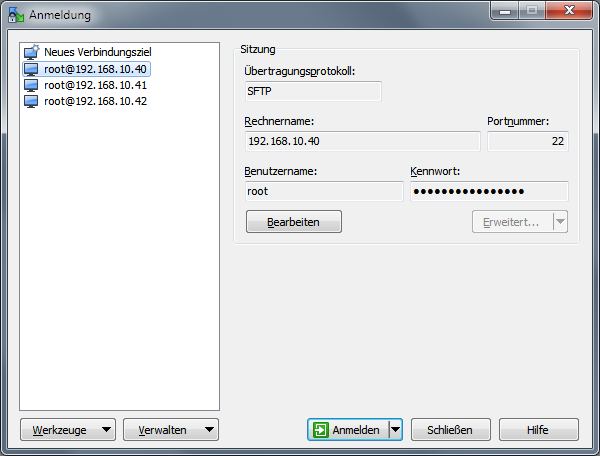 Anmeldung
Neues Verbindungsziel
root@192.168.10.40
root@192.168.10.41
root@192.168.10.42
Sitzung
Übertragungsprotokoll:
SFTP
Rechnername:
Portnummer:
192.168.10.40
22
Benutzername:
Kennwort:
root
••••••••••••••••
Bearbeiten
Erweitert...
Werkzeuge
Verwalten
Anmelden
Schließen
Hilfe